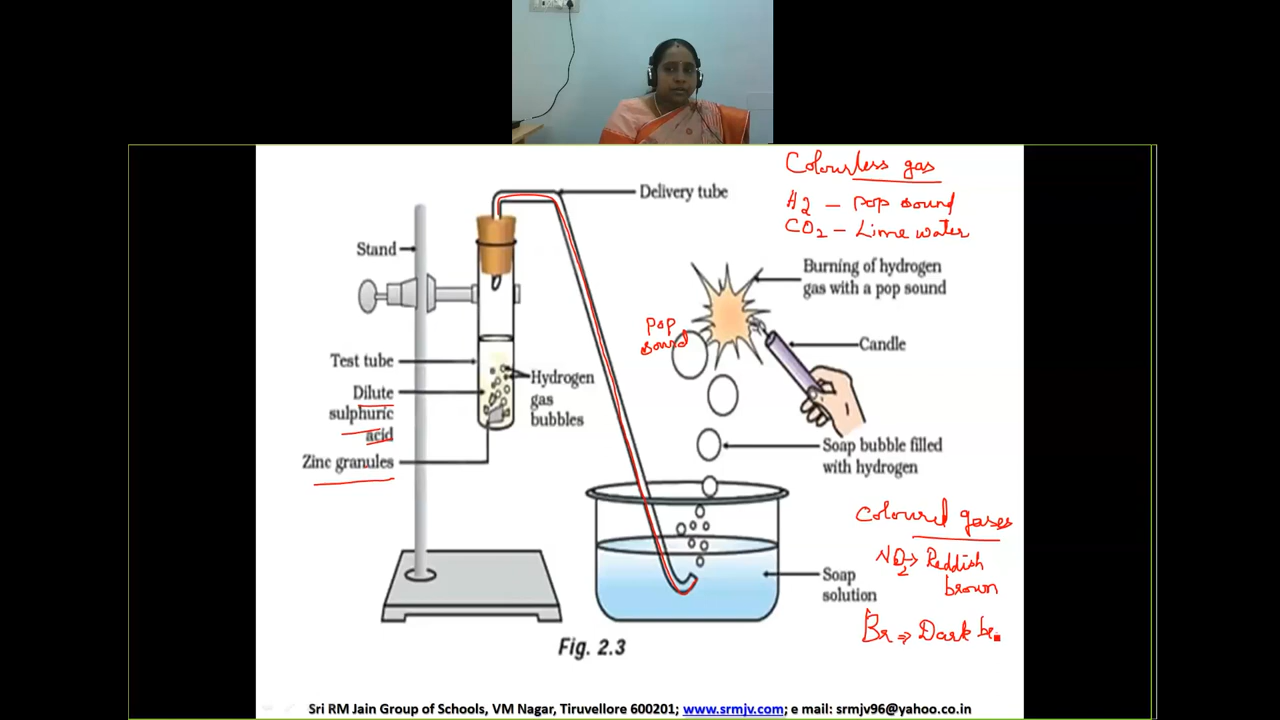 Colourless gas
H2 - Pop sound
CO2 - Lime water
Delivery tube
Stand
Burning of hydrogen
gas with a pop sound
Pop
sound
Candle
Test tube
Dilute
sulphuric
acid
Hydrogen
gas
bubbles
Zinc granules
Soap bubble filled
with hydrogen
Coloured gases
NO2 → Reddish
brown
Soap
solution
Br ⇒ Dark br
Fig. 2.3
Sri RM Jain Group of Schools, VM Nagar, Tiruvellore 600201; www.srmjv.com; e mail: srmjv96@yahoo.co.in